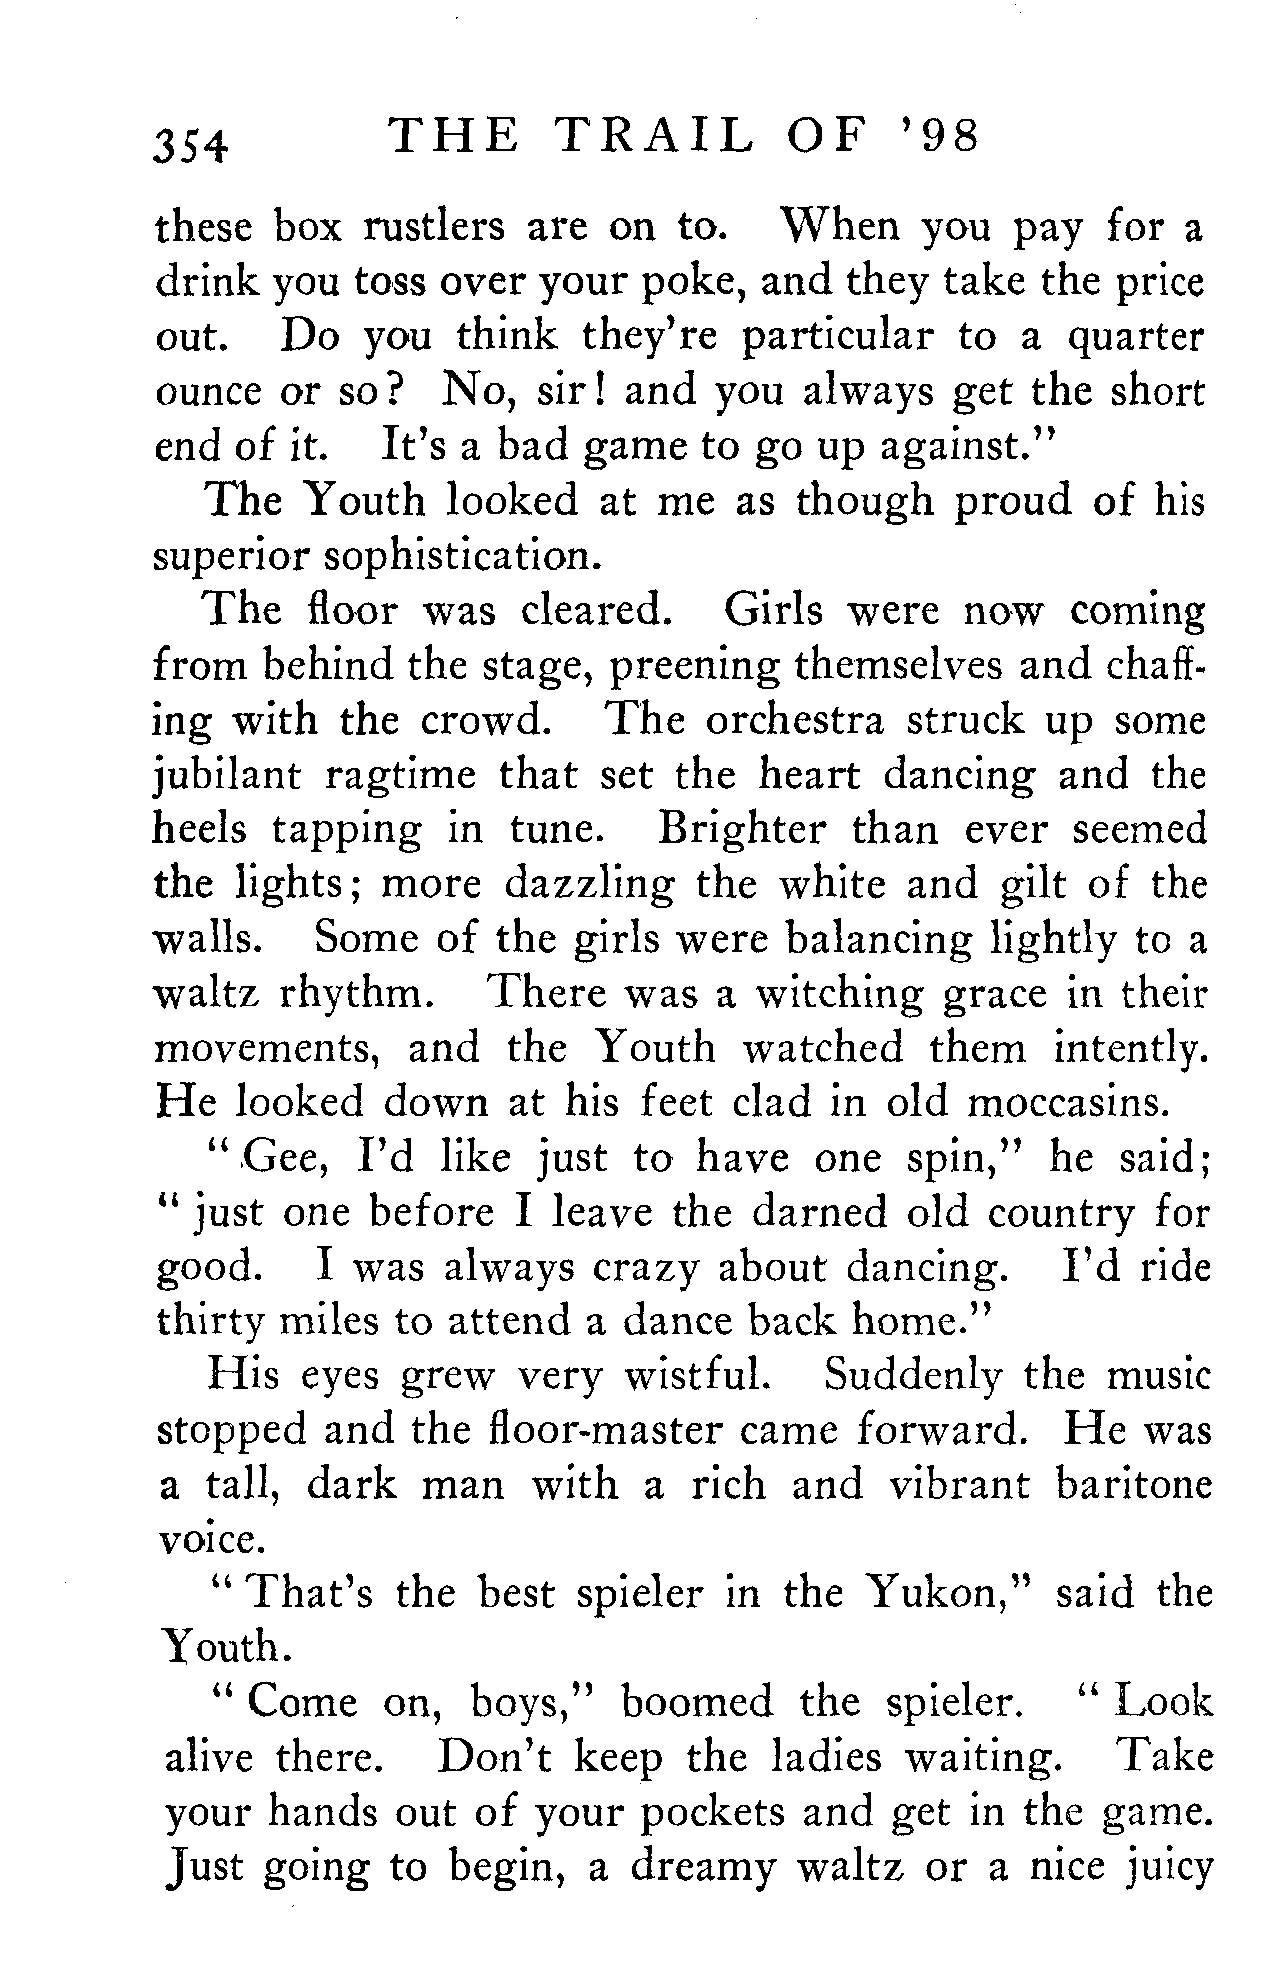 354 THE TRAIL OF '98
these box rustlers are on to. When you pay for a
drink you toss over your poke, and they take the price
out. Do you think they're particular to a quarter
ounce or so? No, sir! and you always get the short
end of it. It's a bad game to go up against."
The Youth looked at me as though proud of his
superior sophistication.
The floor was cleared. Girls were now coming
from behind the stage, preening themselves and chaff-
ing with the crowd. The orchestra struck up some
jubilant ragtime that set the heart dancing and the
heels tapping in tune. Brighter than ever seemed
the lights; more dazzling the white and gilt of the
walls. Some of the girls were balancing lightly to a
waltz rhythm. There was a witching grace in their
movements, and the Youth watched them intently.
He looked down at his feet clad in old moccasins.
"Gee, I'd like just to have one spin," he said;
"just one before I leave the darned old country for
good. I was always crazy about dancing. I'd ride
thirty miles to attend a dance back home."
His eyes grew very wistful. Suddenly the music
stopped and the floor-master came forward. He was
a tall, dark man with a rich and vibrant baritone
voice.
"That's the best spieler in the Yukon," said the
Youth.
"Come on, boys," boomed the spieler. "Look
alive there. Don't keep the ladies waiting. Take
your hands out of your pockets and get in the game.
Just going to begin, a dreamy waltz or a nice juicy